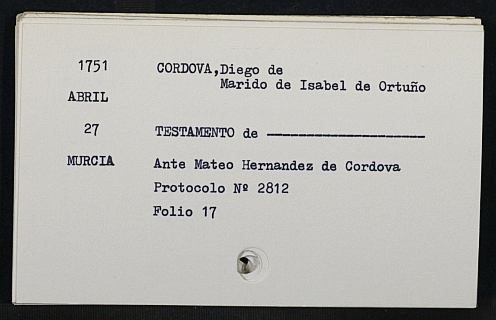 1751 CORDOVA,Diego de
Marido de Isabel de Ortuño
ABRIL
27 TESTAMENTO de ————————————
MURCIA Ante Mateo Hernandez de Cordova
Protocolo Nº 2812
Folio 17